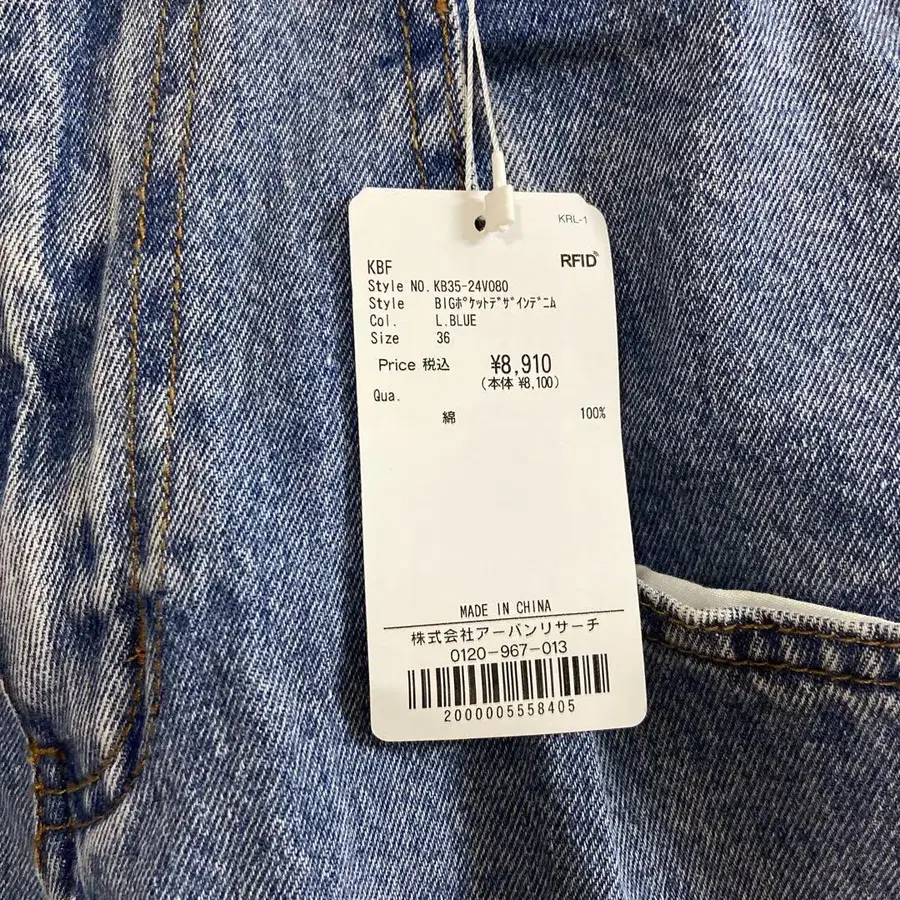 KRL-1
RFID
KBF
Style NO. KB35-24V080
Style BIGﾎﾟｹｯﾄﾃﾞｻﾞｲﾝﾃﾞﾆﾑ
Col. L.BLUE
Size 36
Price 税込 ¥8,910
(本体 ¥8,100)
Qua.
綿 100%
MADE IN CHINA
株式会社アーバンリサーチ
0120-967-013
2000005558405